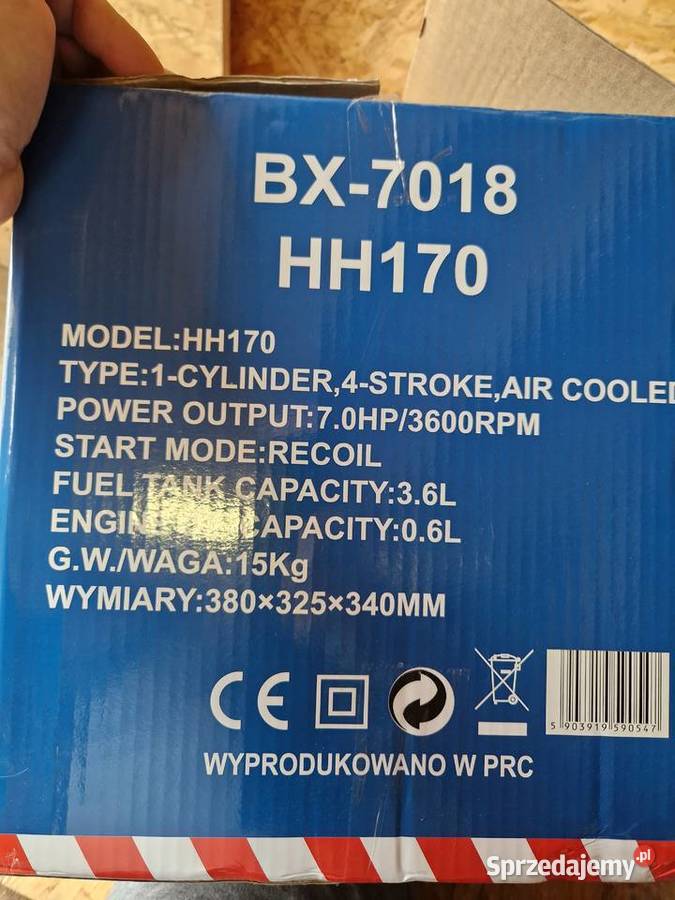 BX-7018
HH170
MODEL:HH170
TYPE:1-CYLINDER,4-STROKE,AIR COOLED
POWER OUTPUT:7.0HP/3600RPM
START MODE:RECOIL
FUEL TANK CAPACITY:3.6L
CAPACITY:0.6L
G.W./WAGA:15Kg
WYMIARY:380×325×340MM
CE
5 903919 590547
WYPRODUKOWANO W PRC
Sprzedajemy.pl